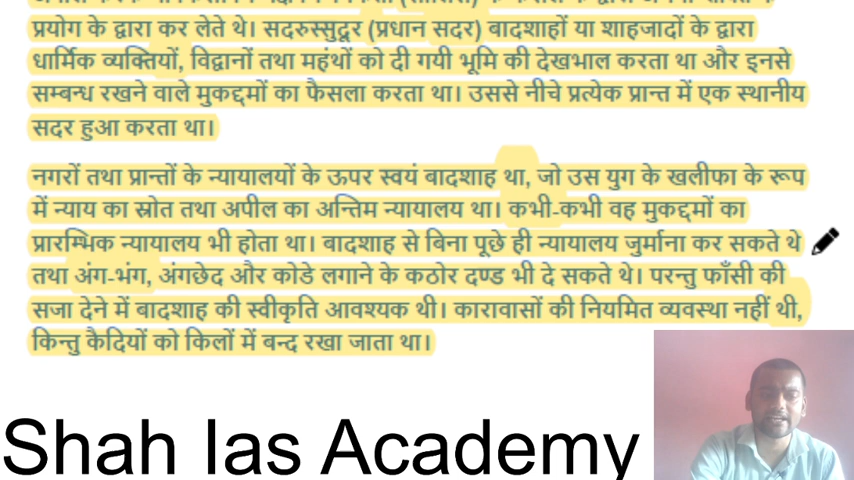 प्रयोग के द्वारा कर लेते थे। सदरुस्सुदूर (प्रधान सदर) बादशाहों या शाहजादों के द्वारा
धार्मिक व्यक्तियों, विद्वानों तथा महंथों को दी गयी भूमि की देखभाल करता था और इनसे
सम्बन्ध रखने वाले मुकद्दमों का फैसला करता था। उससे नीचे प्रत्येक प्रान्त में एक स्थानीय
सदर हुआ करता था।
नगरों तथा प्रान्तों के न्यायालयों के ऊपर स्वयं बादशाह था, जो उस युग के खलीफा के रूप
में न्याय का स्रोत तथा अपील का अन्तिम न्यायालय था। कभी-कभी वह मुकद्दमों का
प्रारम्भिक न्यायालय भी होता था। बादशाह से बिना पूछे ही न्यायालय जुर्माना कर सकते थे
तथा अंग-भंग, अंगछेद और कोडे लगाने के कठोर दण्ड भी दे सकते थे। परन्तु फाँसी की
सजा देने में बादशाह की स्वीकृति आवश्यक थी। कारावासों की नियमित व्यवस्था नहीं थी,
किन्तु कैदियों को किलों में बन्द रखा जाता था।
Shah Ias Academy